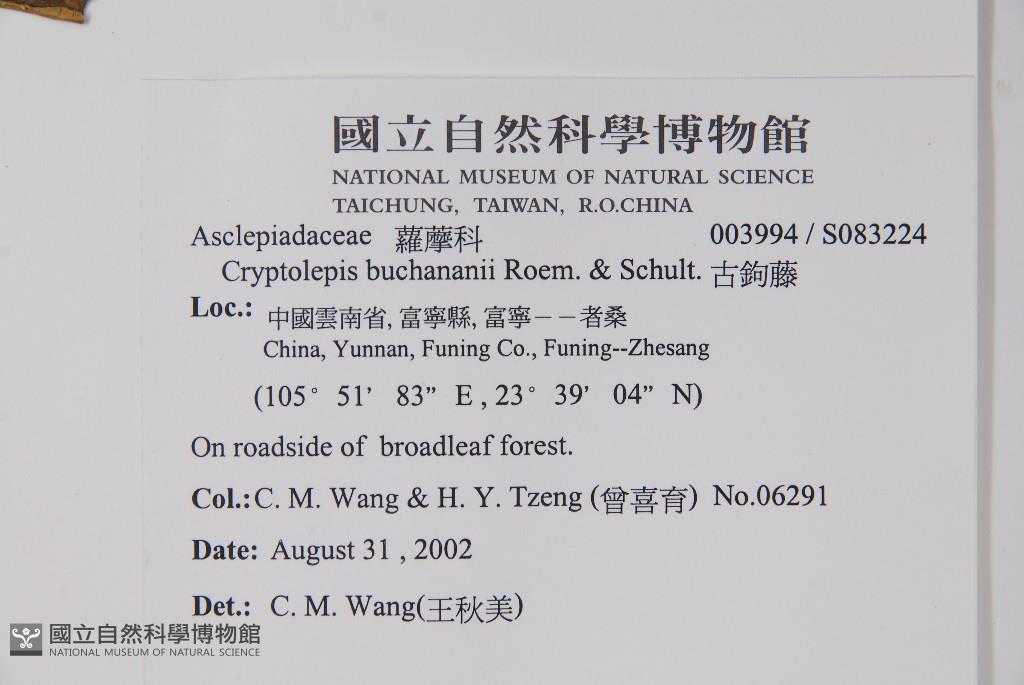 國立自然科學博物館
NATIONAL MUSEUM OF NATURAL SCIENCE
TAICHUNG, TAIWAN, R.O.CHINA
Asclepiadaceae 蘿藦科 003994 / S083224
Cryptolepis buchananii Roem. & Schult. 古鉤藤
Loc.: 中國雲南省, 富寧縣, 富寧－－者桑
China, Yunnan, Funing Co., Funing--Zhesang
(105° 51’ 83” E , 23° 39’ 04” N)
On roadside of broadleaf forest.
Col.: C. M. Wang & H. Y. Tzeng (曾喜育) No.06291
Date: August 31 , 2002
Det.: C. M. Wang(王秋美)
國立自然科學博物館
NATIONAL MUSEUM OF NATURAL SCIENCE